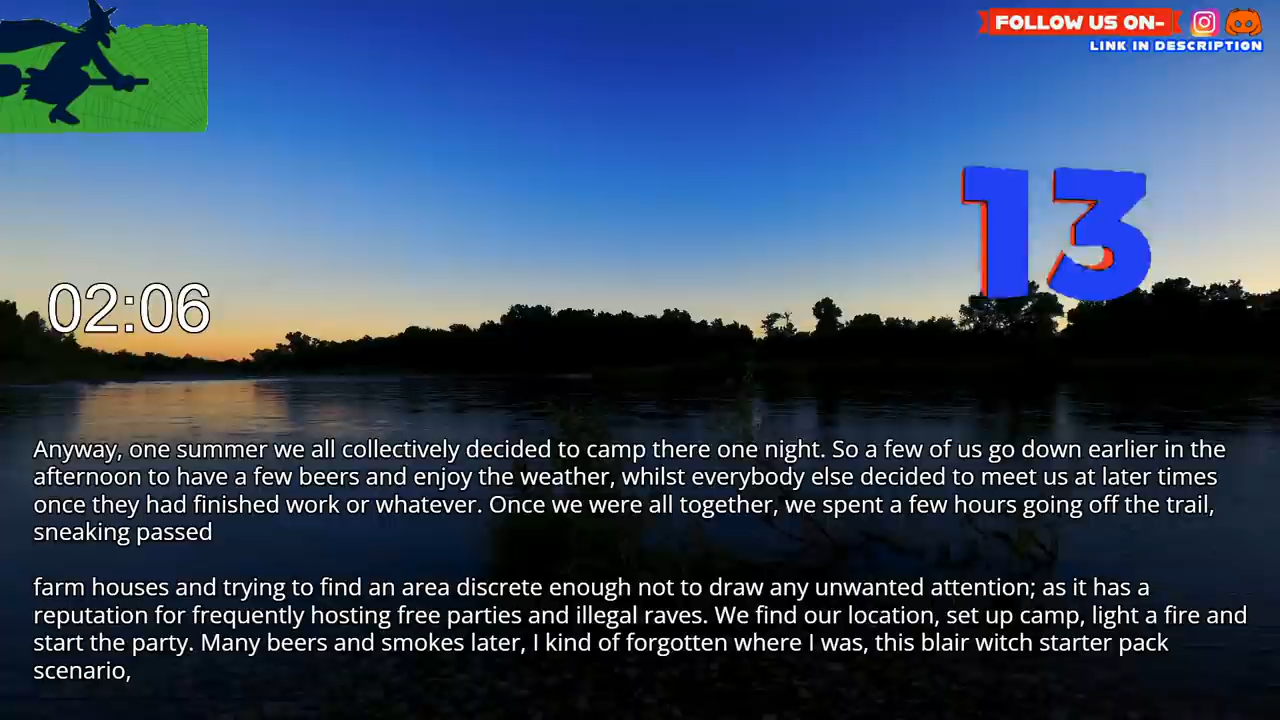 FOLLOW US ON-
LINK IN DESCRIPTION
13
02:06
Anyway, one summer we all collectively decided to camp there one night. So a few of us go down earlier in the
afternoon to have a few beers and enjoy the weather, whilst everybody else decided to meet us at later times
once they had finished work or whatever. Once we were all together, we spent a few hours going off the trail,
sneaking passed
farm houses and trying to find an area discrete enough not to draw any unwanted attention; as it has a
reputation for frequently hosting free parties and illegal raves. We find our location, set up camp, light a fire and
start the party. Many beers and smokes later, I kind of forgotten where I was, this blair witch starter pack
scenario,